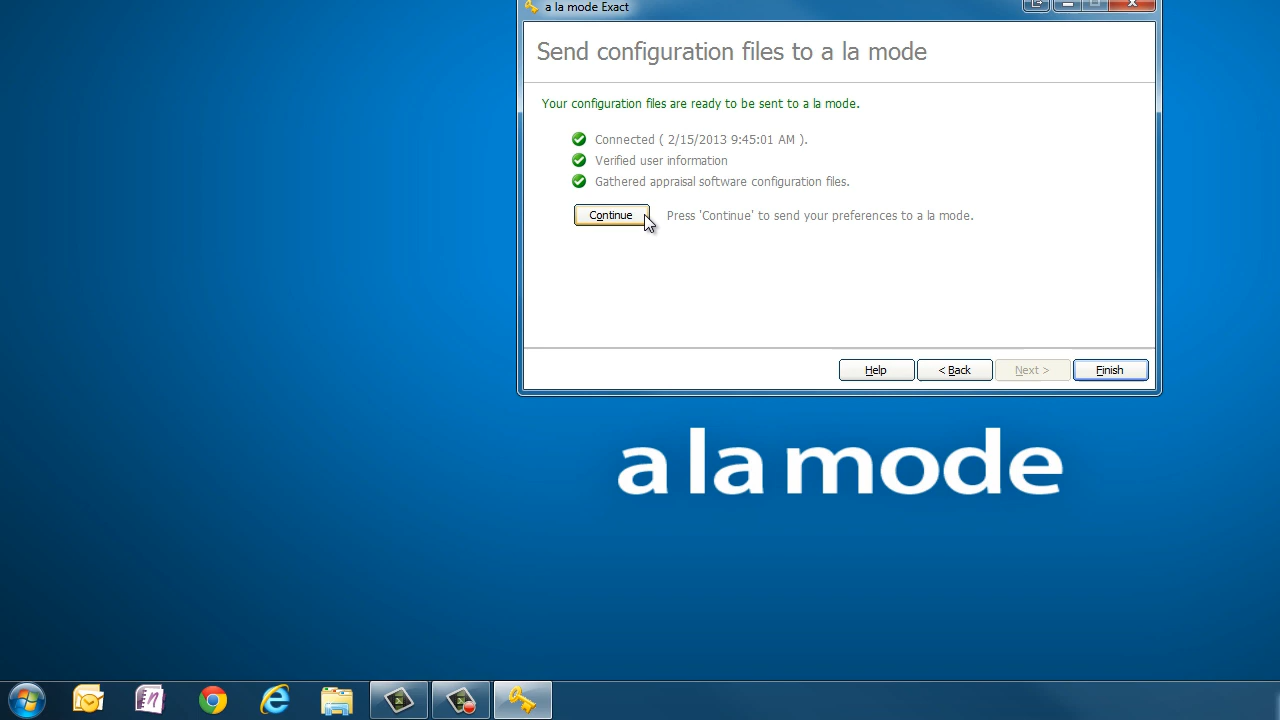 a la mode Exact
Send configuration files to a la mode
Your configuration files are ready to be sent to a la mode.
Connected ( 2/15/2013 9:45:01 AM ).
Verified user information
Gathered appraisal software configuration files.
Continue Press 'Continue' to send your preferences to a la mode.
Help < Back Next > Finish
a la mode